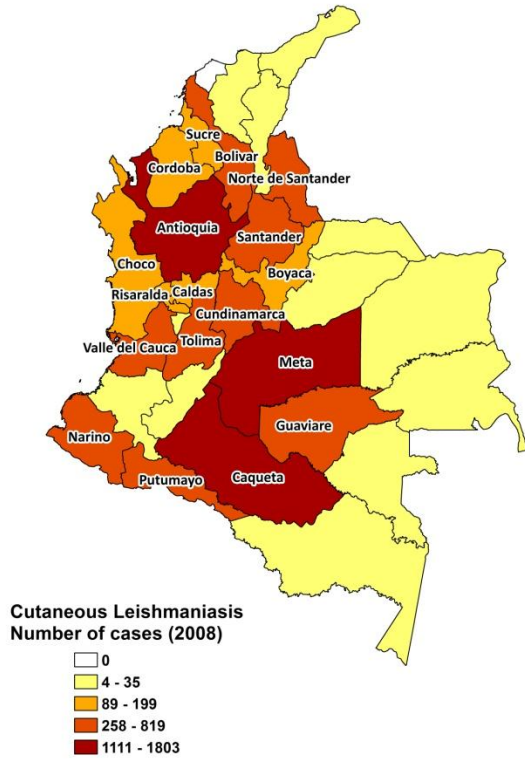 Sucre
Cordoba
Bolivar
Norte de Santander
Antioquia
Santander
Choco
Boyaca
Risaralda
Caldas
Cundinamarca
Valle del Cauca
Tolima
Meta
Narino
Guaviare
Putumayo
Caqueta
Cutaneous Leishmaniasis
Number of cases (2008)
0
4 - 35
89 - 199
258 - 819
1111 - 1803